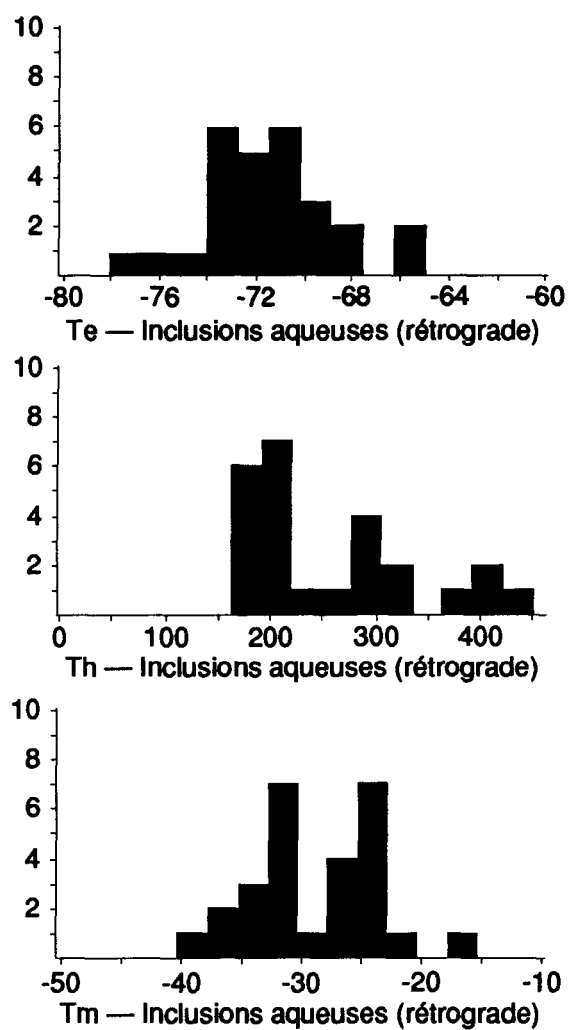 10
8
6
4
2
-80 -76 -72 -68 -64 -60
Te — Inclusions aqueuses (rétrograde)
10
8
6
4
2
0 100 200 300 400
Th — Inclusions aqueuses (rétrograde)
10
8
6
4
2
-50 -40 -30 -20 -10
Tm — Inclusions aqueuses (rétrograde)